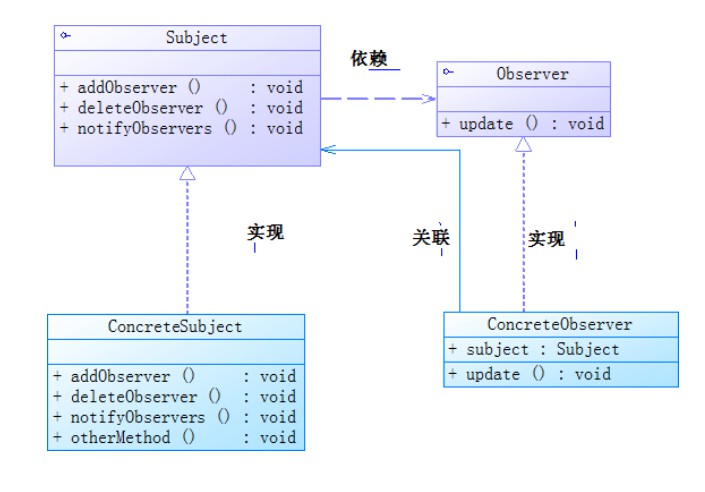 Subject
+ addObserver () : void
+ deleteObserver () : void
+ notifyObservers () : void
依赖
Observer
+ update () : void
实现
关联
实现
ConcreteSubject
+ addObserver () : void
+ deleteObserver () : void
+ notifyObservers () : void
+ otherMethod () : void
ConcreteObserver
+ subject : Subject
+ update () : void